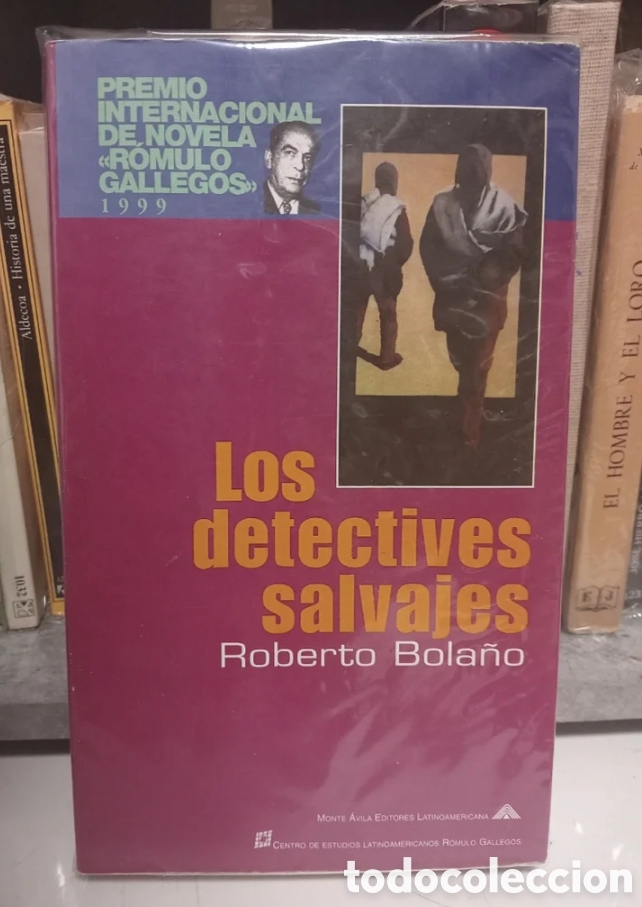 PREMIO
INTERNACIONAL
DE NOVELA
«RÓMULO
GALLEGOS»
1999
Los
detectives
salvajes
Roberto Bolaño
MONTE ÁVILA EDITORES LATINOAMERICANA
CENTRO DE ESTUDIOS LATINOAMERICANOS RÓMULO GALLEGOS
Aldecoa · Historia de una maestra
EL HOMBRE Y EL LORO
todocoleccion